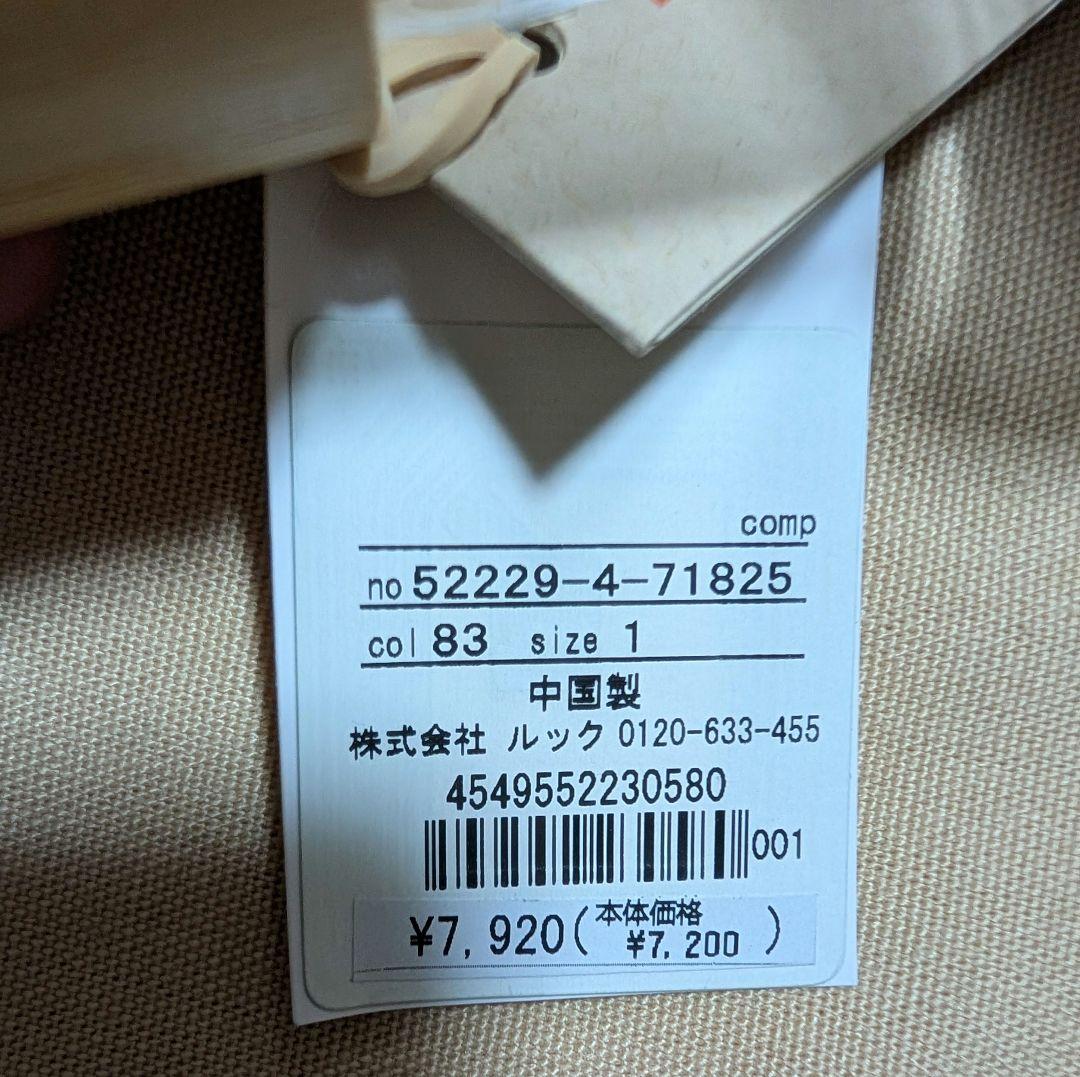 comp
no 52229-4-71825
col 83 size 1
中国製
株式会社 ルック 0120-633-455
4549552230580
001
¥7,920(本体価格 ¥7,200)